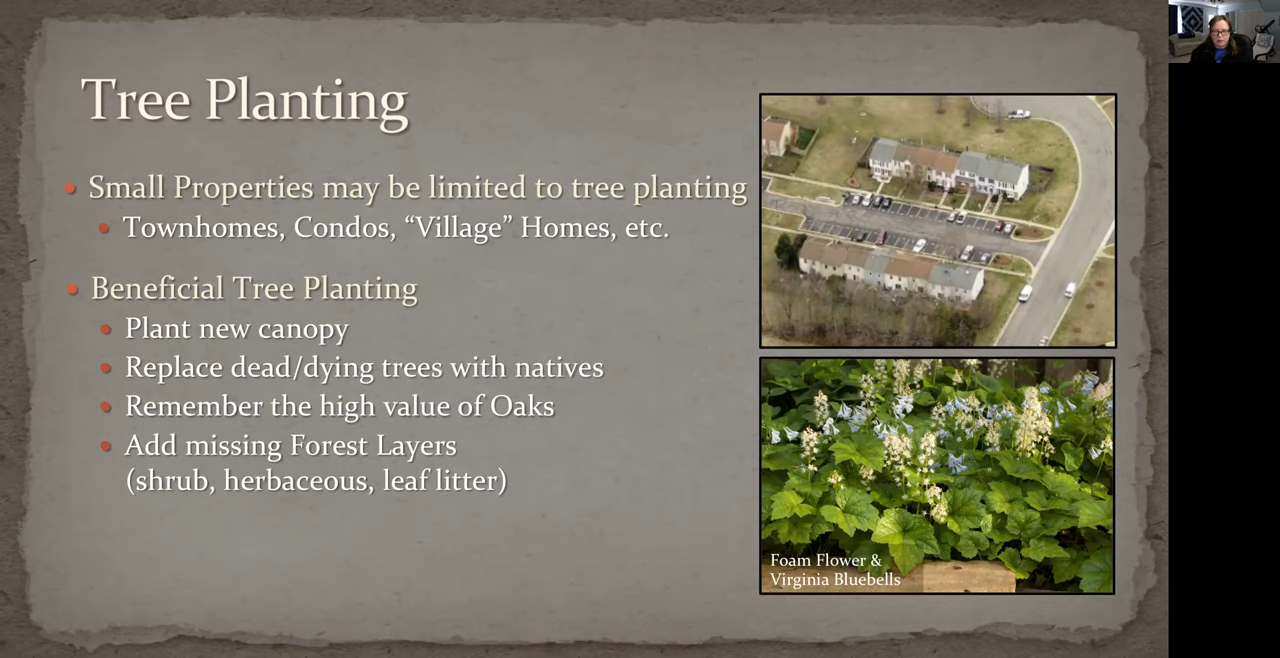 Tree Planting
Small Properties may be limited to tree planting
Townhomes, Condos, “Village” Homes, etc.
Beneficial Tree Planting
Plant new canopy
Replace dead/dying trees with natives
Remember the high value of Oaks
Add missing Forest Layers
(shrub, herbaceous, leaf litter)
Foam Flower &
Virginia Bluebells